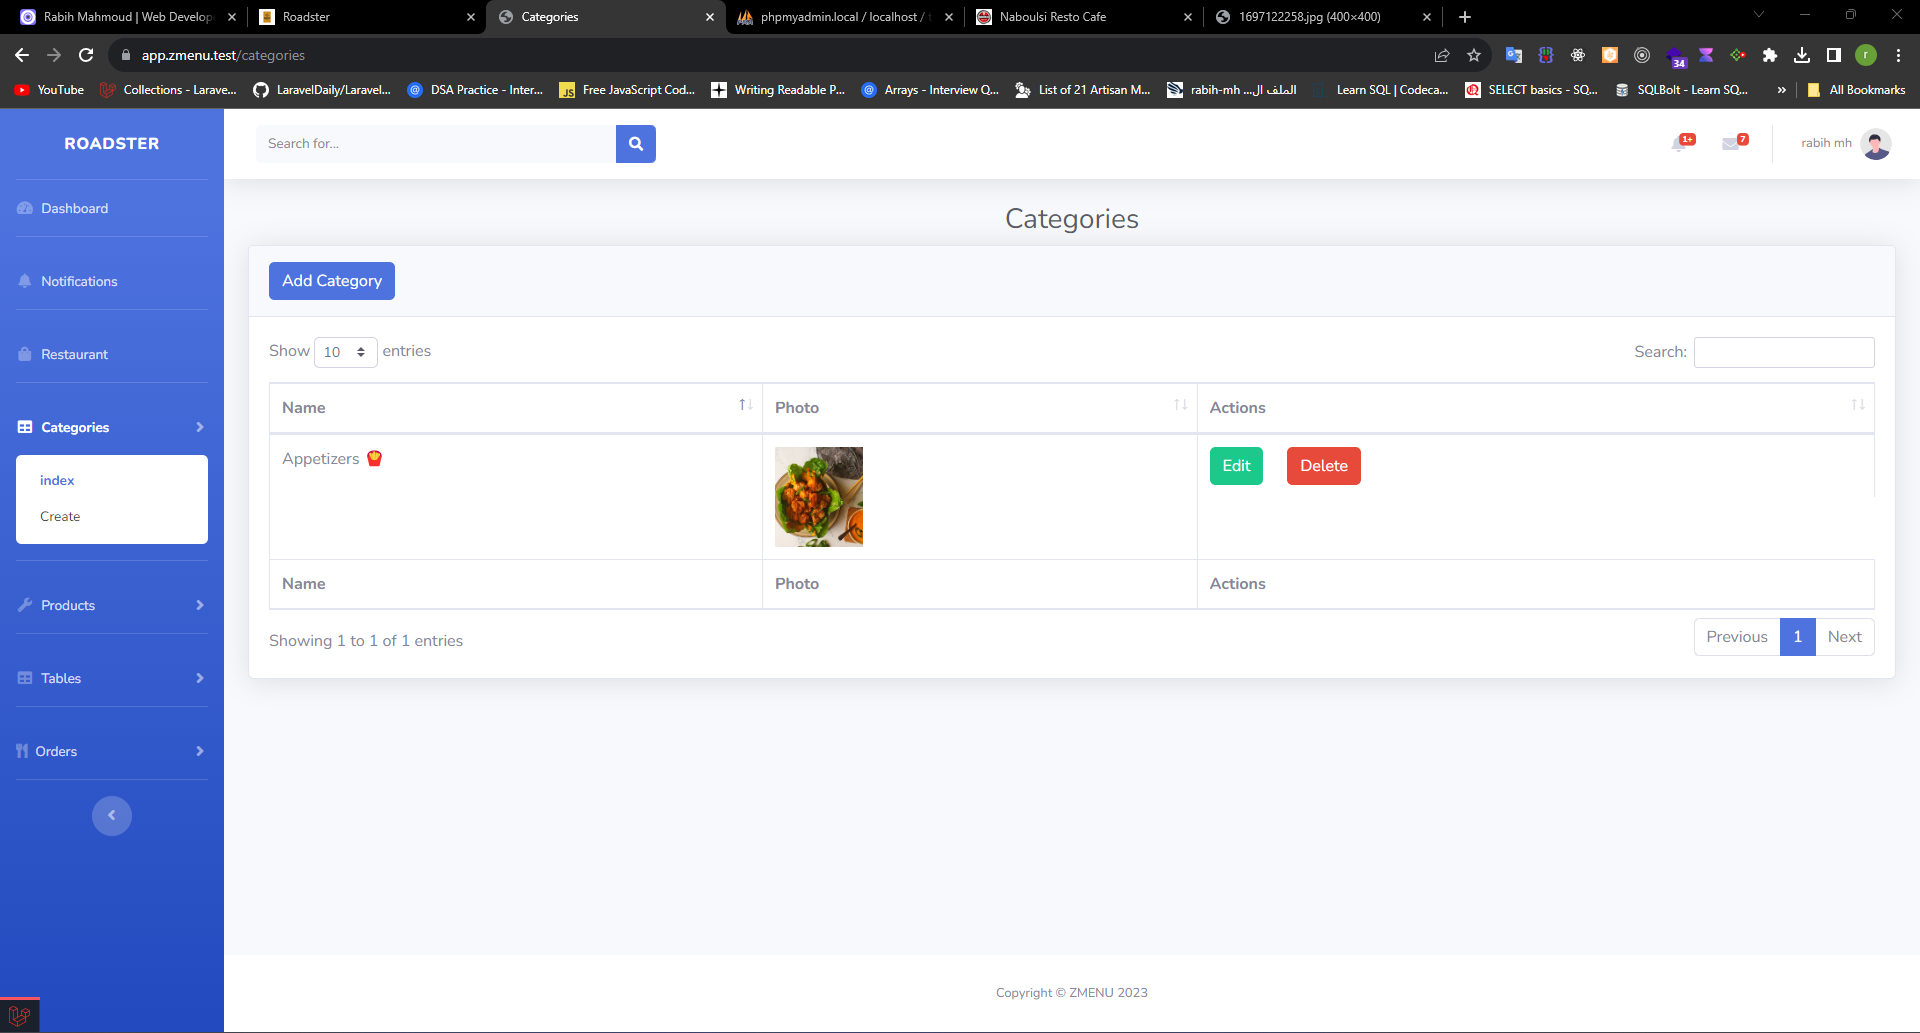 Rabih Mahmoud | Web Develop
Roadster
Categories
phpmyadmin.local / localhost /
Naboulsi Resto Cafe
1697122258.jpg (400×400)
app.zmenu.test/categories
34
r
YouTube
Collections - Larave...
LaravelDaily/Laravel...
DSA Practice - Inter...
JS
Free JavaScript Cod...
Writing Readable P...
Arrays - Interview Q...
List of 21 Artisan M...
rabih-mh ...الملف ال
Learn SQL | Codeca...
SELECT basics - SQ...
SQLBolt - Learn SQ...
»
All Bookmarks
ROADSTER
Search for...
1+
7
rabih mh
Dashboard
Notifications
Restaurant
Categories
index
Create
Products
Tables
Orders
Categories
Add Category
Show 10 entries
Search:
Name Photo Actions
Appetizers 🍟 Edit Delete
Name Photo Actions
Showing 1 to 1 of 1 entries
Previous 1 Next
Copyright © ZMENU 2023